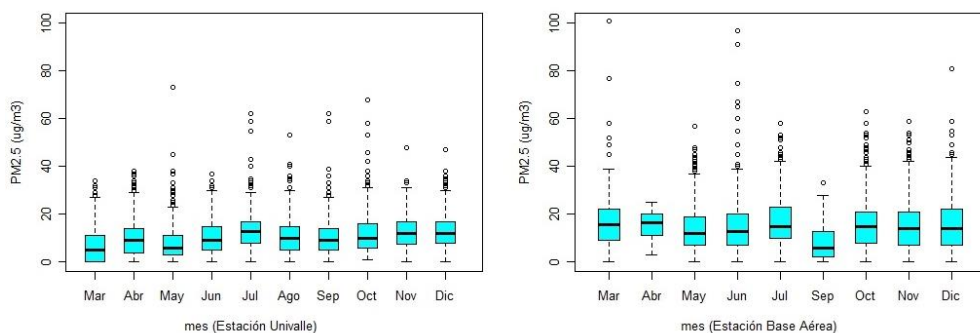 100
80
60
40
20
0
PM2.5 (ug/m3)
Mar Abr May Jun Jul Ago Sep Oct Nov Dic
mes (Estación Univalle)
100
80
60
40
20
0
PM2.5 (ug/m3)
Mar Abr May Jun Jul Sep Oct Nov Dic
mes (Estación Base Aérea)